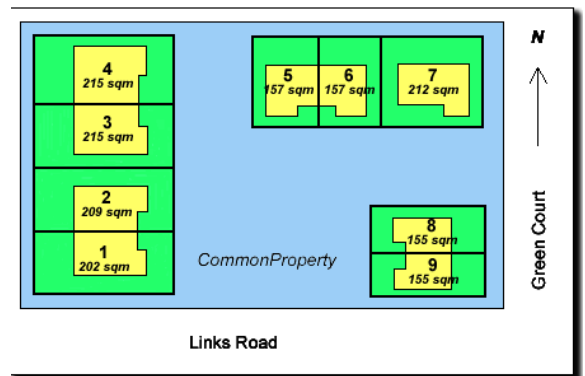 N
4
215 sqm
3
215 sqm
2
209 sqm
1
202 sqm
5
157 sqm
6
157 sqm
7
212 sqm
8
155 sqm
9
155 sqm
CommonProperty
Green Court
Links Road